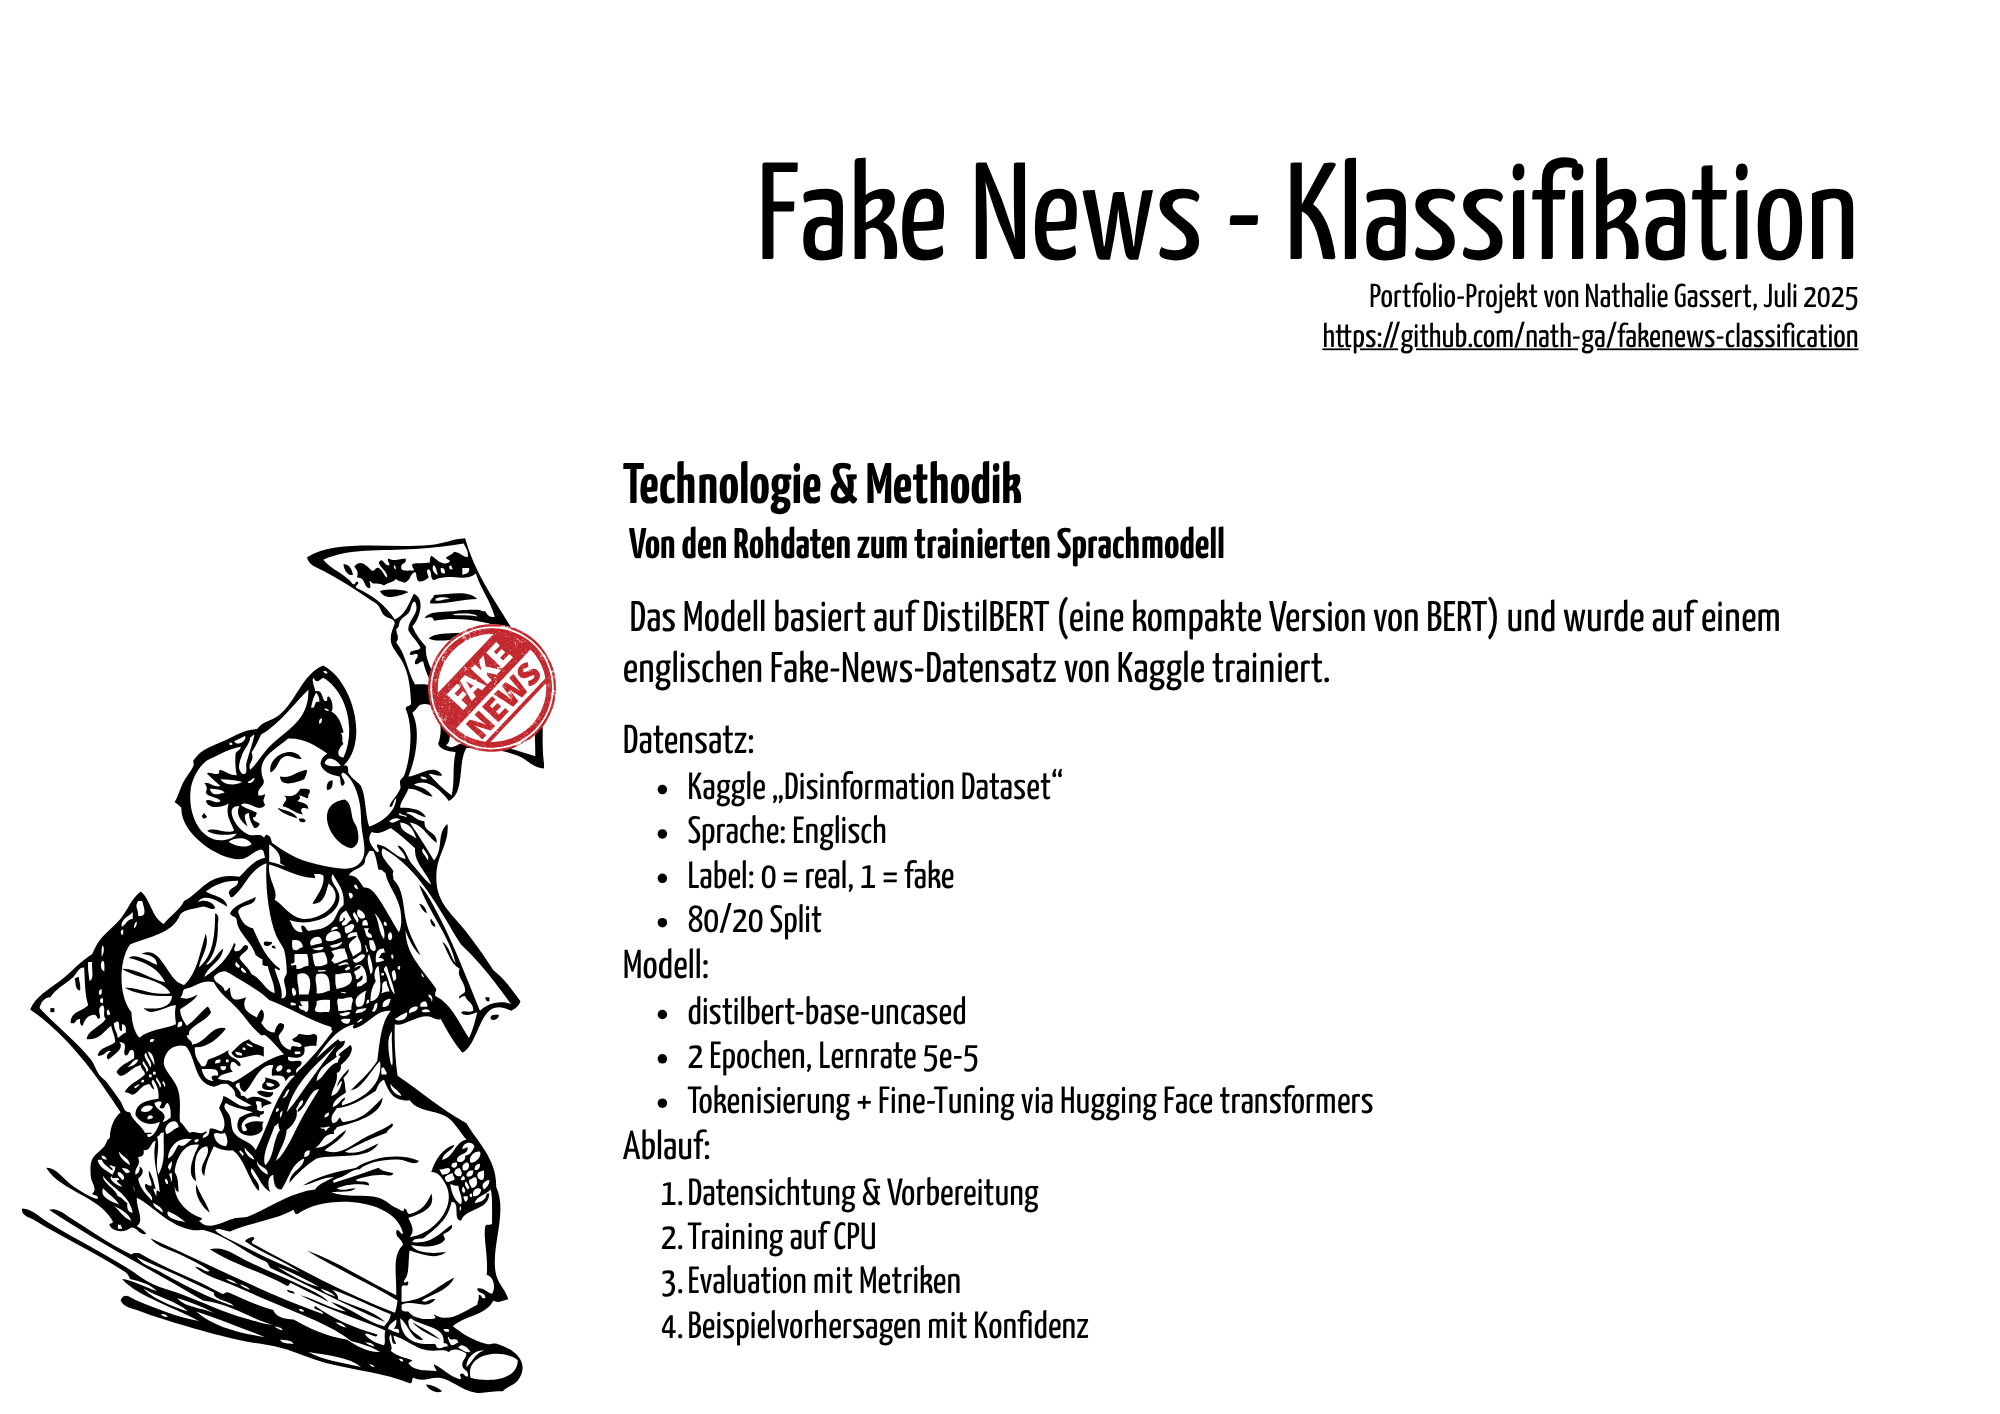 Fake News - Klassifikation
Portfolio-Projekt von Nathalie Gassert, Juli 2025
https://github.com/nath-ga/fakenews-classification
Technologie & Methodik
Von den Rohdaten zum trainierten Sprachmodell
Das Modell basiert auf DistilBERT (eine kompakte Version von BERT) und wurde auf einem
englischen Fake-News-Datensatz von Kaggle trainiert.
Datensatz:
• Kaggle „Disinformation Dataset“
• Sprache: Englisch
• Label: 0 = real, 1 = fake
• 80/20 Split
Modell:
• distilbert-base-uncased
• 2 Epochen, Lernrate 5e-5
• Tokenisierung + Fine-Tuning via Hugging Face transformers
Ablauf:
1. Datensichtung & Vorbereitung
2. Training auf CPU
3. Evaluation mit Metriken
4. Beispielvorhersagen mit Konfidenz
FAKE
NEWS